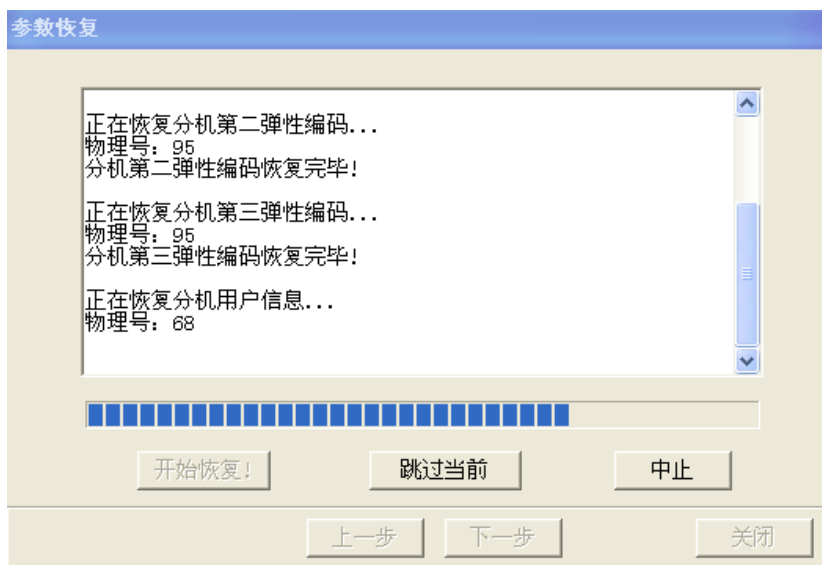 参数恢复
正在恢复分机第二弹性编码...
物理号：95
分机第二弹性编码恢复完毕!
正在恢复分机第三弹性编码...
物理号：95
分机第三弹性编码恢复完毕!
正在恢复分机用户信息...
物理号：68
开始恢复! 跳过当前 中止
上一步 下一步 关闭